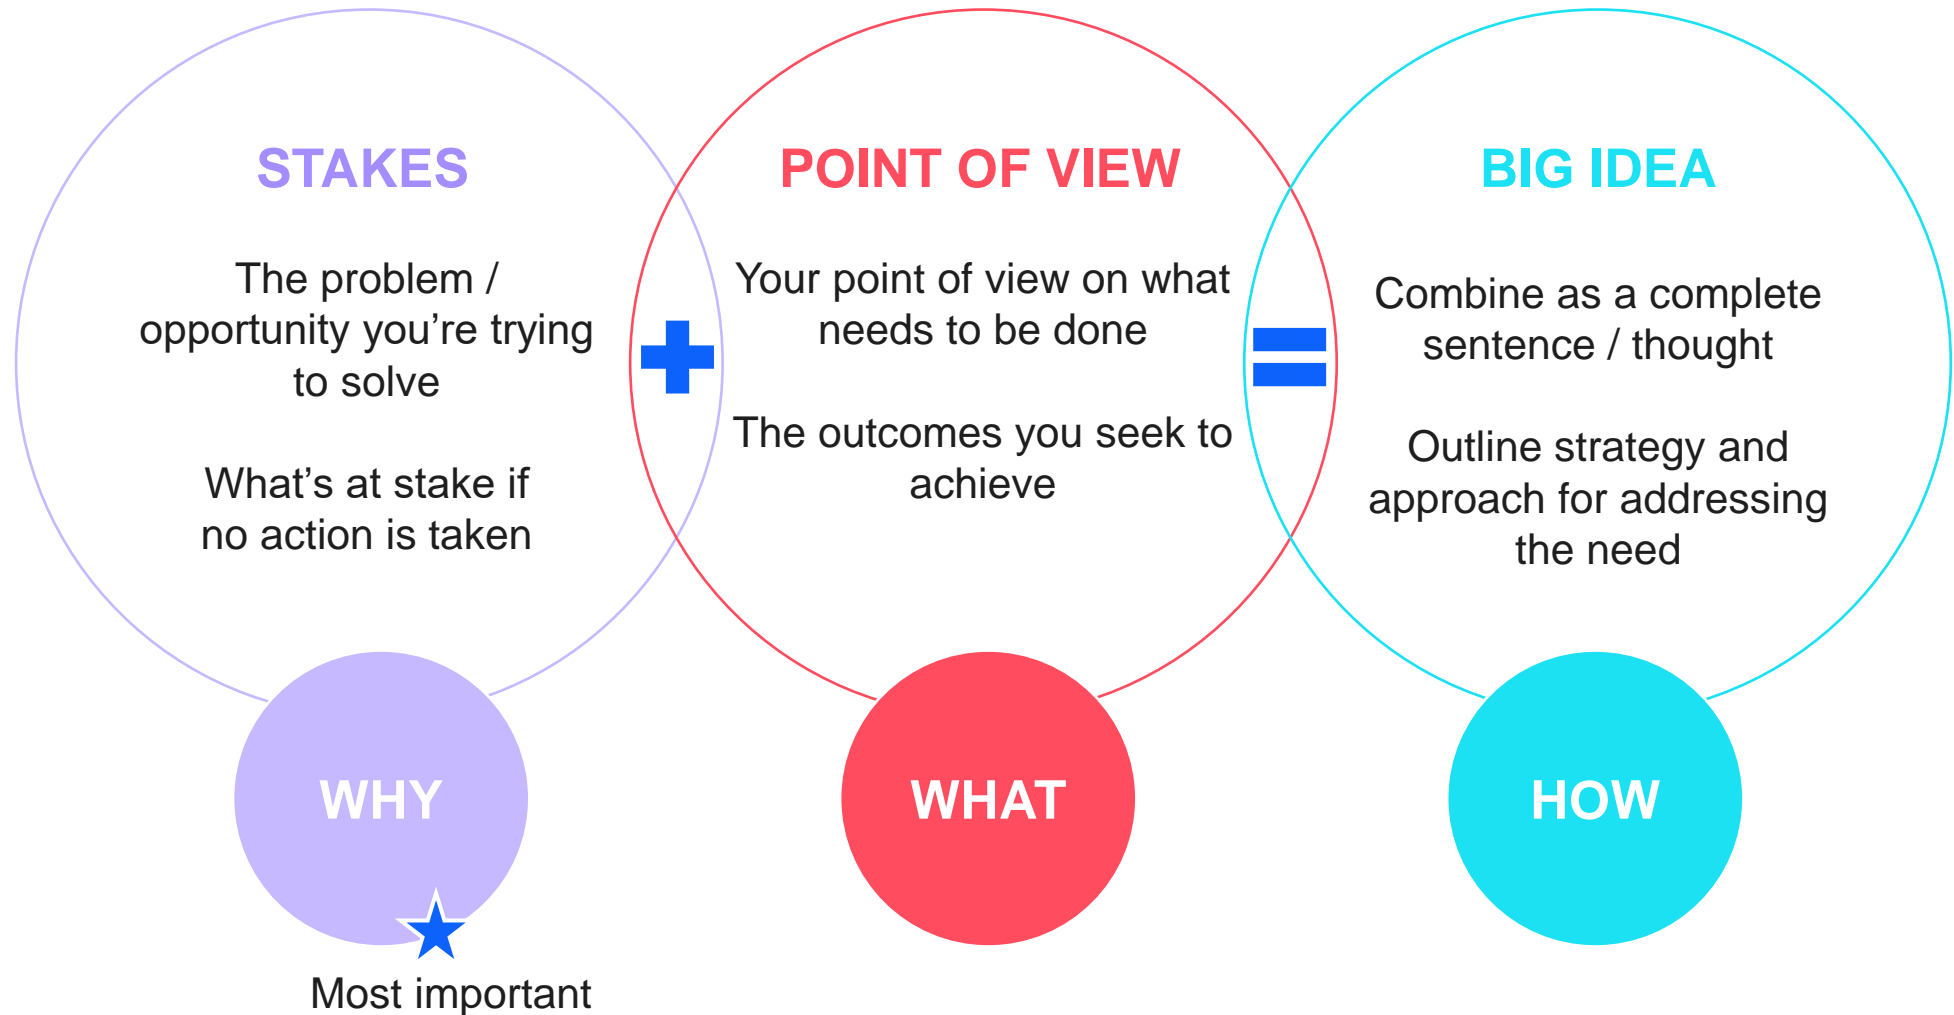 STAKES
The problem /
opportunity you’re trying
to solve
What’s at stake if
no action is taken
WHY
Most important
POINT OF VIEW
Your point of view on what
needs to be done
The outcomes you seek to
achieve
WHAT
BIG IDEA
Combine as a complete
sentence / thought
Outline strategy and
approach for addressing
the need
HOW